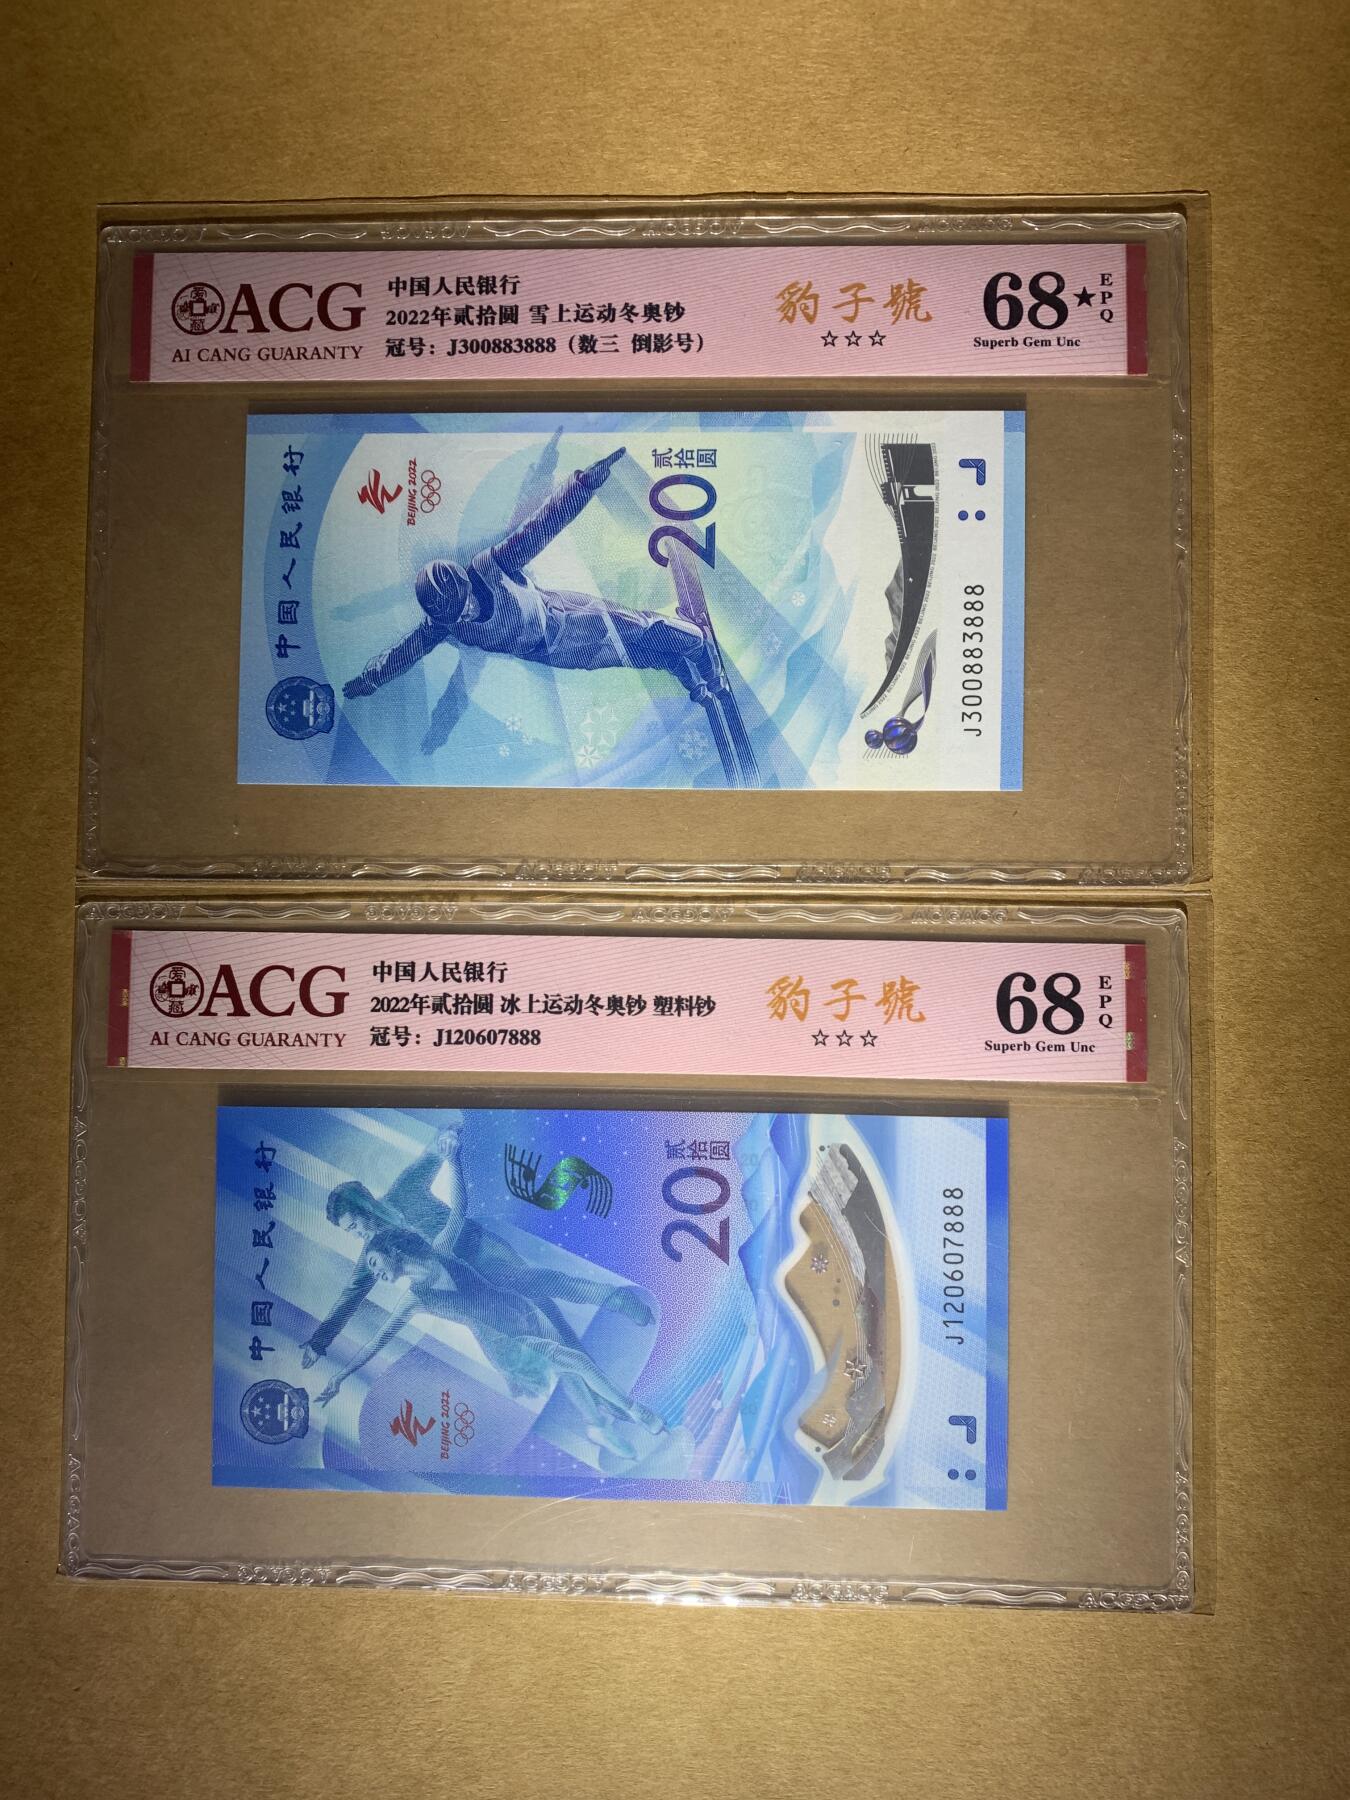 ACG
AI CANG GUARANTY
中国人民银行
2022年贰拾圆 雪上运动冬奥钞
冠号：J300883888（数三 倒影号）
豹子號
☆☆☆
68★
EPQ
Superb Gem Unc
中国人民银行
BEIJING 2022
贰拾圆
20
J300883888
ACG
AI CANG GUARANTY
中国人民银行
2022年贰拾圆 冰上运动冬奥钞 塑料钞
冠号：J120607888
豹子號
☆☆☆
68
EPQ
Superb Gem Unc
中国人民银行
BEIJING 2022
贰拾圆
20
J120607888